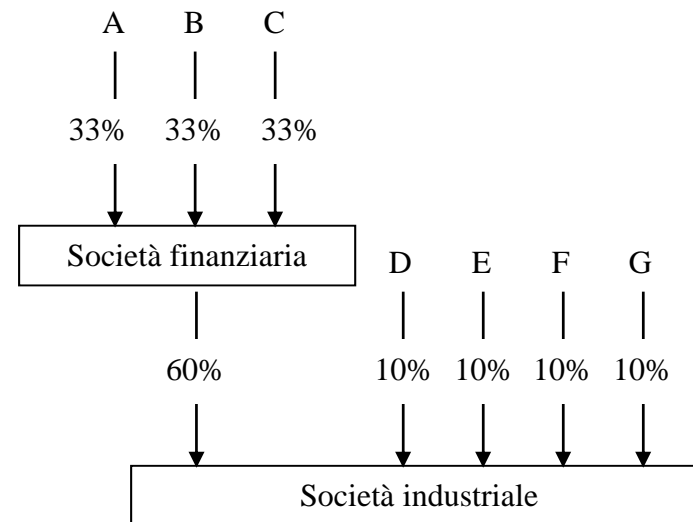 A B C
33% 33% 33%
Società finanziaria
D E F G
60% 10% 10% 10% 10%
Società industriale